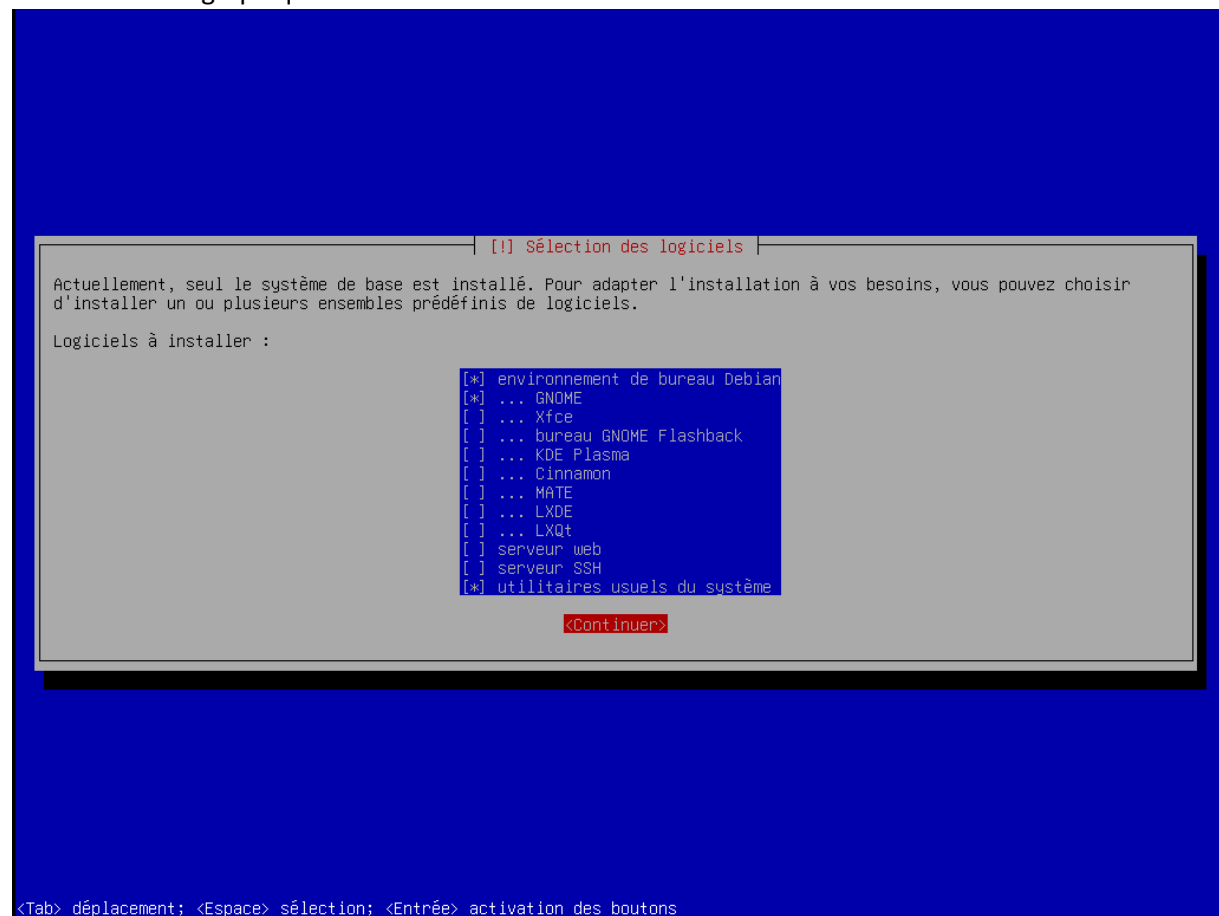 [!] Sélection des logiciels
Actuellement, seul le système de base est installé. Pour adapter l'installation à vos besoins, vous pouvez choisir
d'installer un ou plusieurs ensembles prédéfinis de logiciels.
Logiciels à installer :
[*] environnement de bureau Debian
[*] ... GNOME
[ ] ... Xfce
[ ] ... bureau GNOME Flashback
[ ] ... KDE Plasma
[ ] ... Cinnamon
[ ] ... MATE
[ ] ... LXDE
[ ] ... LXQt
[ ] serveur web
[ ] serveur SSH
[*] utilitaires usuels du système
<Continuer>
<Tab> déplacement; <Espace> sélection; <Entrée> activation des boutons